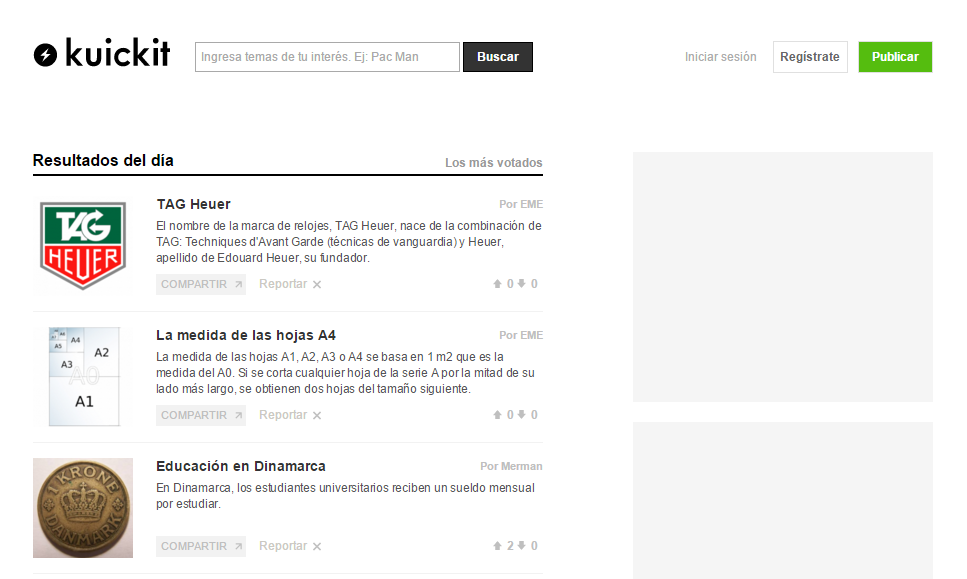 kuickit
Ingresa temas de tu interés. Ej: Pac Man
Buscar
Iniciar sesión
Regístrate
Publicar
Resultados del día
Los más votados
TAG
HEUER
TAG Heuer
Por EME
El nombre de la marca de relojes, TAG Heuer, nace de la combinación de
TAG: Techniques d'Avant Garde (técnicas de vanguardia) y Heuer,
apellido de Edouard Heuer, su fundador.
COMPARTIR
Reportar
0
0
A4
A5
A2
A3
A0
A1
La medida de las hojas A4
Por EME
La medida de las hojas A1, A2, A3 o A4 se basa en 1 m2 que es la
medida del A0. Si se corta cualquier hoja de la serie A por la mitad de su
lado más largo, se obtienen dos hojas del tamaño siguiente.
COMPARTIR
Reportar
0
0
1 KRONE
DANMARK
Educación en Dinamarca
Por Merman
En Dinamarca, los estudiantes universitarios reciben un sueldo mensual
por estudiar.
COMPARTIR
Reportar
2
0